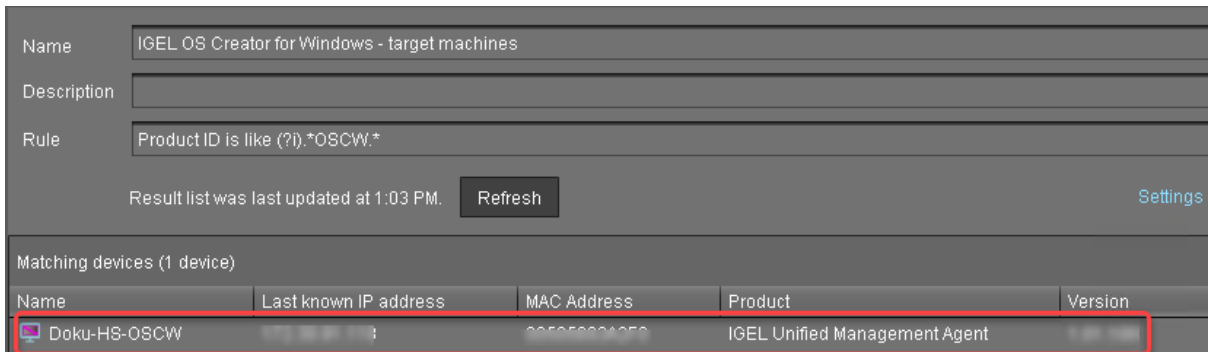 Name IGEL OS Creator for Windows - target machines
Description
Rule Product ID is like (?i).*OSCW.*
Result list was last updated at 1:03 PM. Refresh Settings
Matching devices (1 device)
Name Last known IP address MAC Address Product Version
Doku-HS-OSCW IGEL Unified Management Agent